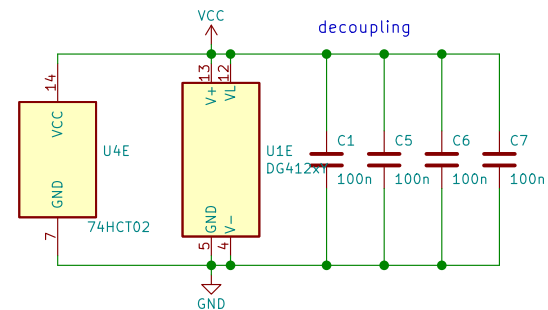 VCC
decoupling
14
13
12
VCC
V+
VL
U4E
U1E
DG412xY
C1
C5
C6
C7
100n
100n
100n
100n
GND
GND
V-
74HCT02
7
5
4
GND